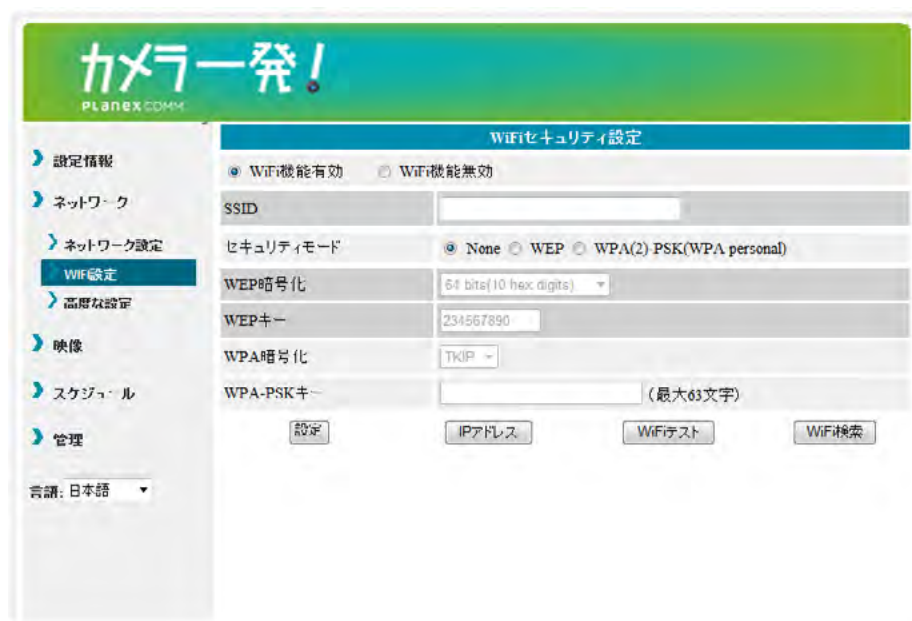 カメラ一発!
PLANEX COMM
設定情報
ネットワーク
ネットワーク設定
WiFi設定
高度な設定
映像
スケジュール
管理
言語: 日本語
WiFiセキュリティ設定
WiFi機能有効 WiFi機能無効
SSID
セキュリティモード None WEP WPA(2)-PSK(WPA personal)
WEP暗号化 64 bits(10 hex digits)
WEPキー 234567890
WPA暗号化 TKIP
WPA-PSKキー (最大63文字)
設定 IPアドレス WiFiテスト WiFi検索